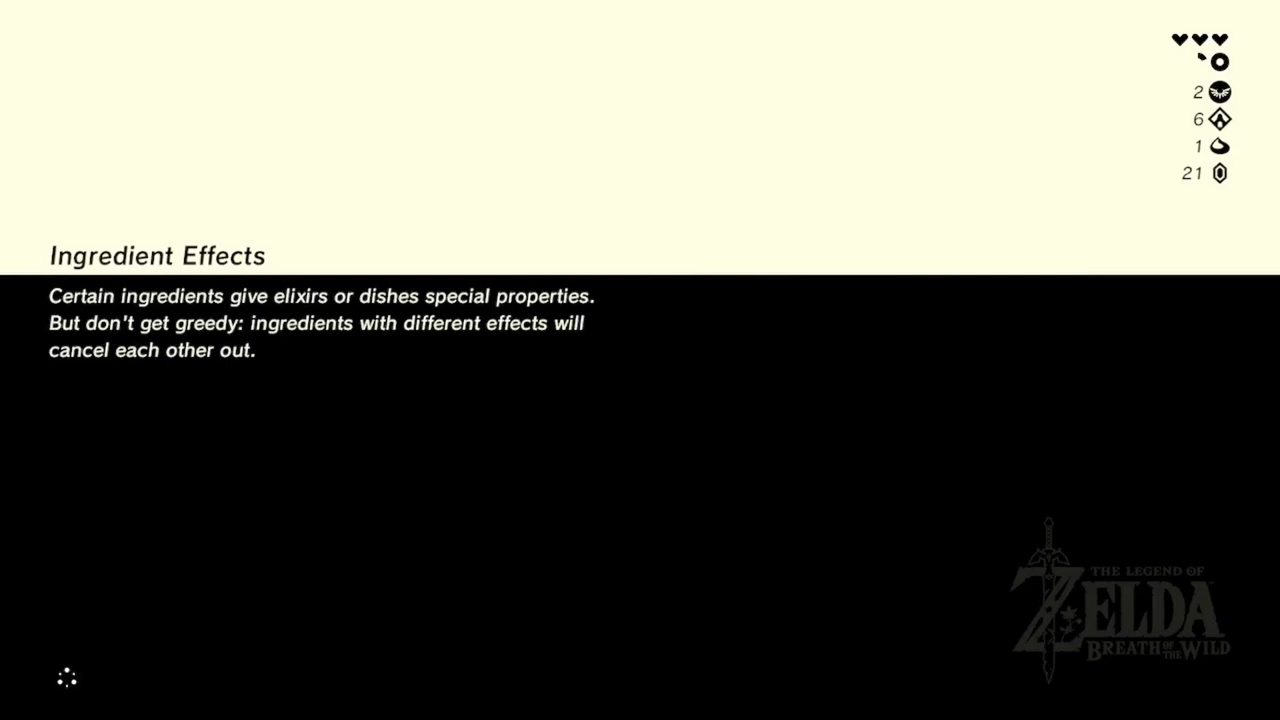 2
6
1
21
Ingredient Effects
Certain ingredients give elixirs or dishes special properties.
But don't get greedy: ingredients with different effects will
cancel each other out.
THE LEGEND OF
ZELDA
BREATH OF THE WILD